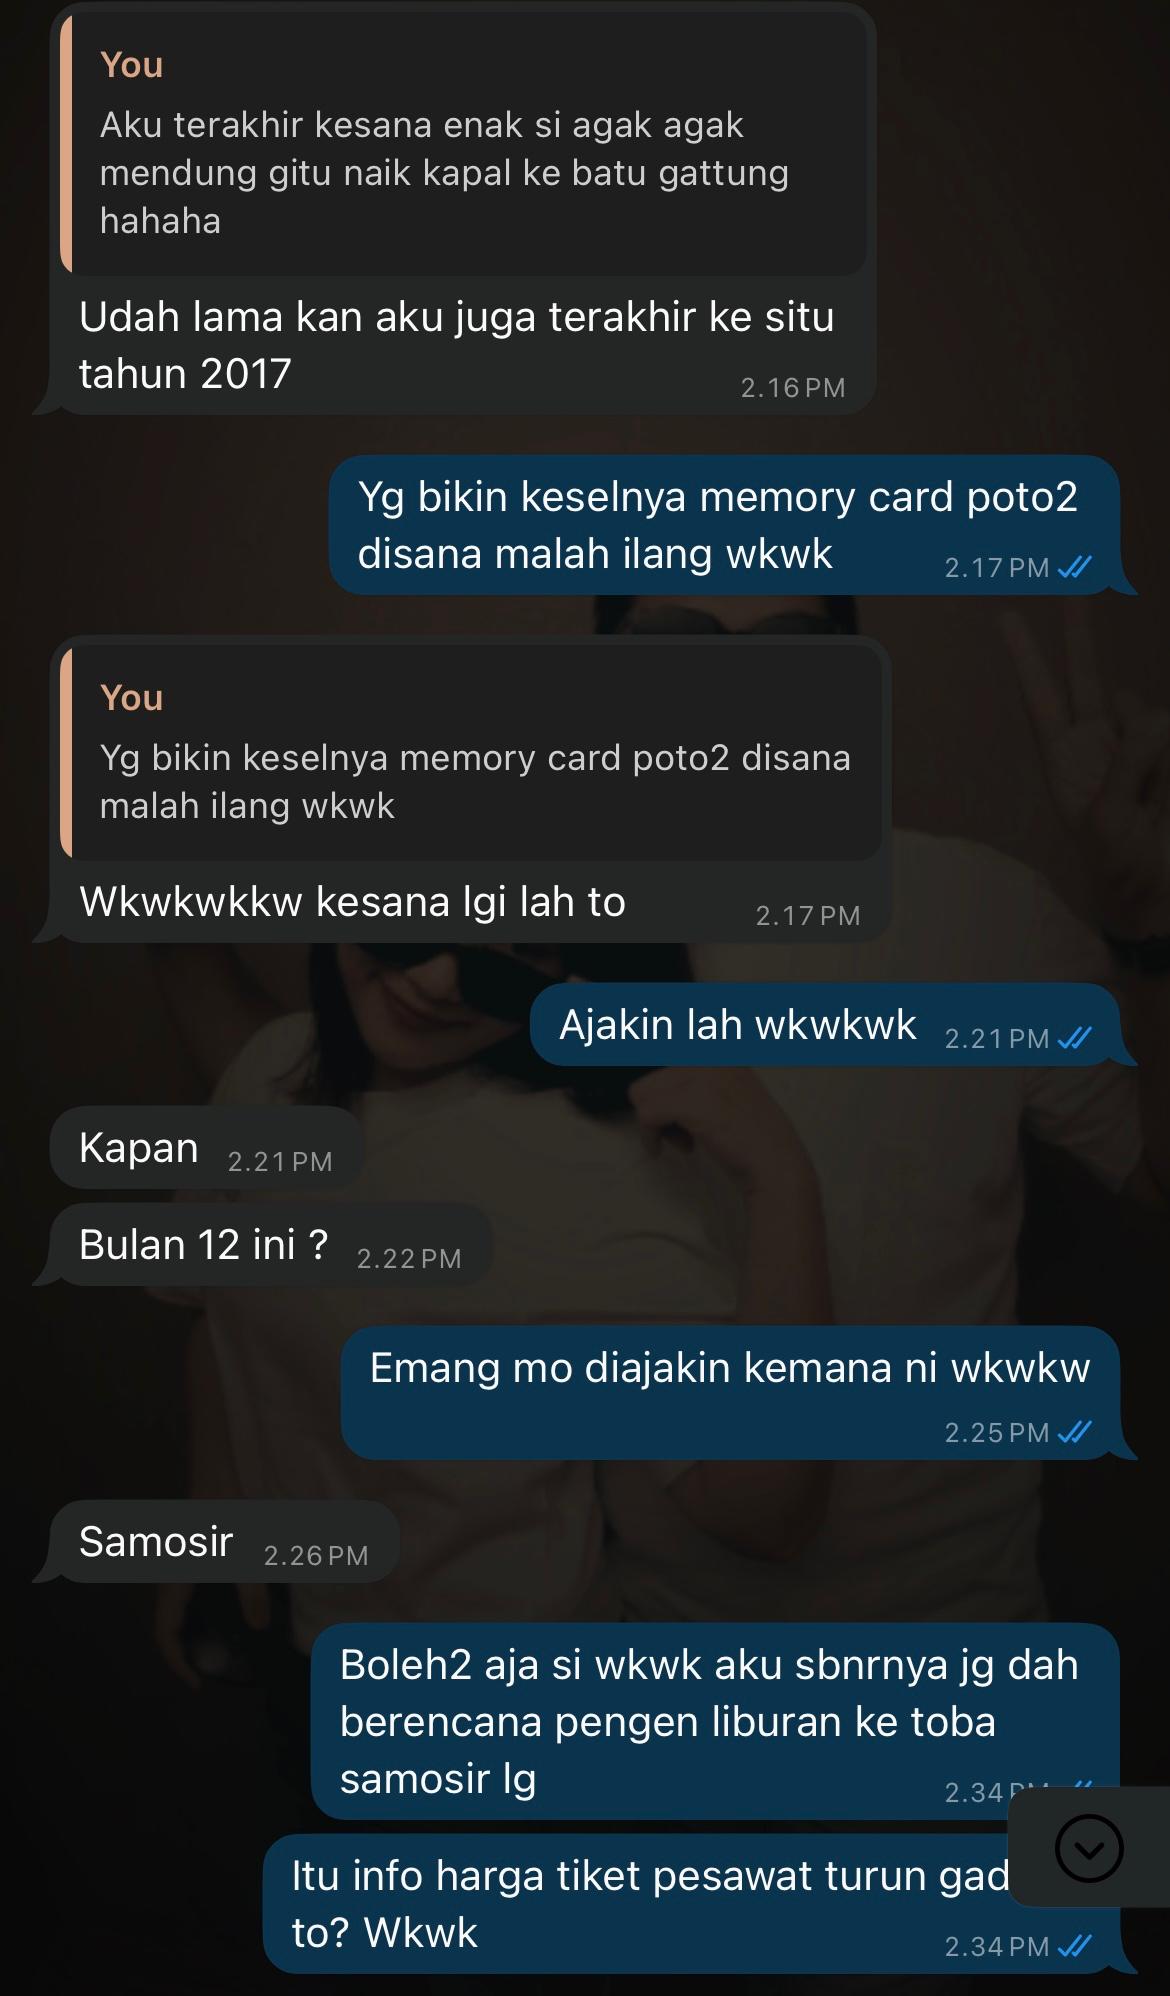 You
Aku terakhir kesana enak si agak agak
mendung gitu naik kapal ke batu gattung
hahaha
Udah lama kan aku juga terakhir ke situ
tahun 2017
2.16 PM
Yg bikin keselnya memory card poto2
disana malah ilang wkwk
2.17 PM
You
Yg bikin keselnya memory card poto2 disana
malah ilang wkwk
Wkwkwkkw kesana lgi lah to
2.17 PM
Ajakin lah wkwkwk
2.21 PM
Kapan
2.21 PM
Bulan 12 ini ?
2.22 PM
Emang mo diajakin kemana ni wkwkw
2.25 PM
Samosir
2.26 PM
Boleh2 aja si wkwk aku sbnrnya jg dah
berencana pengen liburan ke toba
samosir lg
2.34 PM
Itu info harga tiket pesawat turun
to? Wkwk
2.34 PM